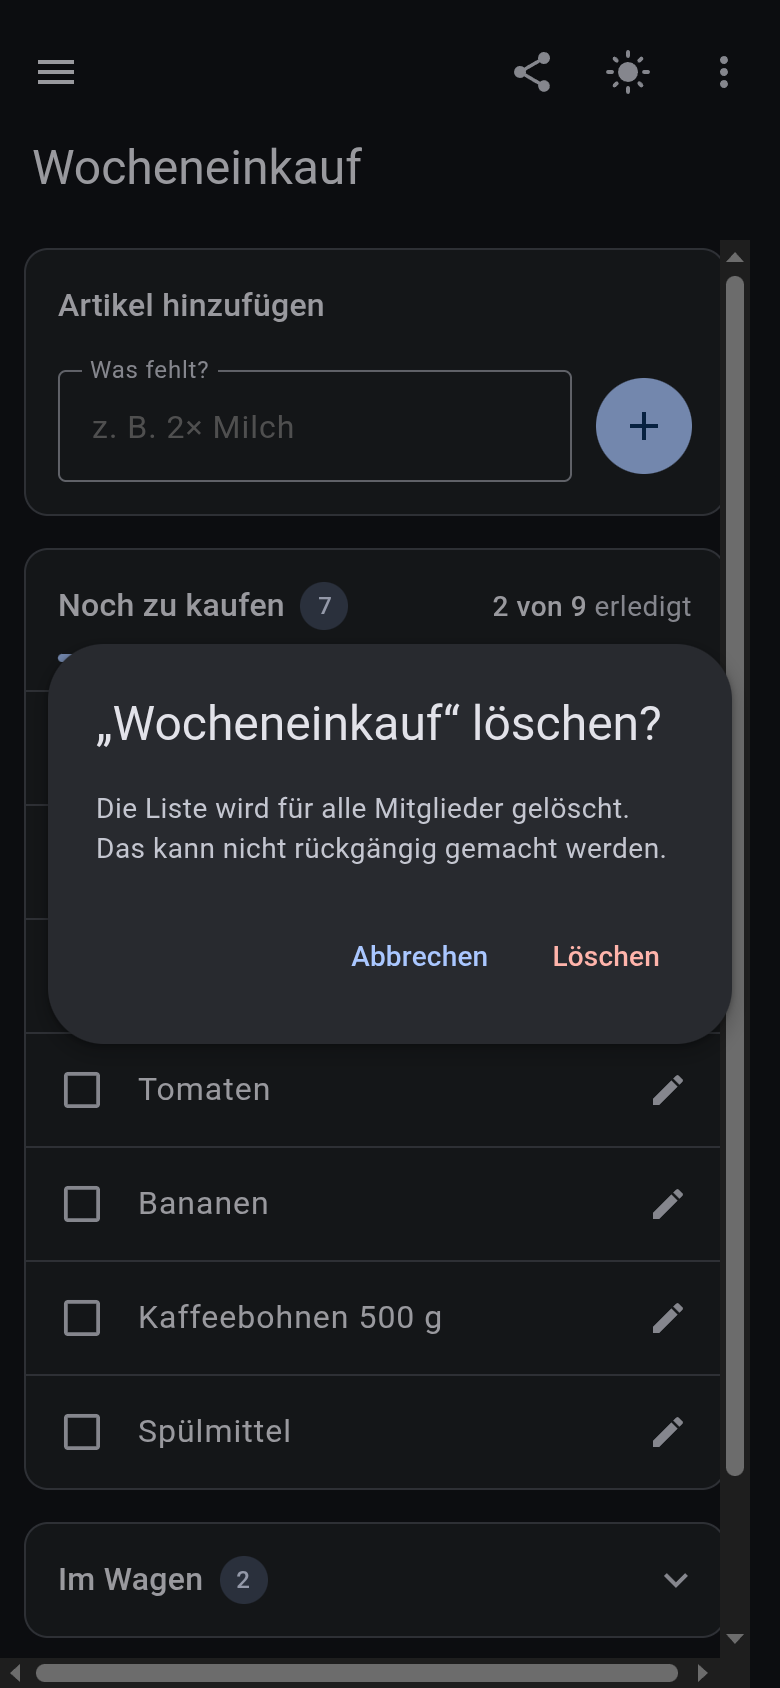 Wocheneinkauf
Artikel hinzufügen
Was fehlt?
z. B. 2× Milch
Noch zu kaufen 7 2 von 9 erledigt
„Wocheneinkauf“ löschen?
Die Liste wird für alle Mitglieder gelöscht.
Das kann nicht rückgängig gemacht werden.
Abbrechen Löschen
Tomaten
Bananen
Kaffeebohnen 500 g
Spülmittel
Im Wagen 2